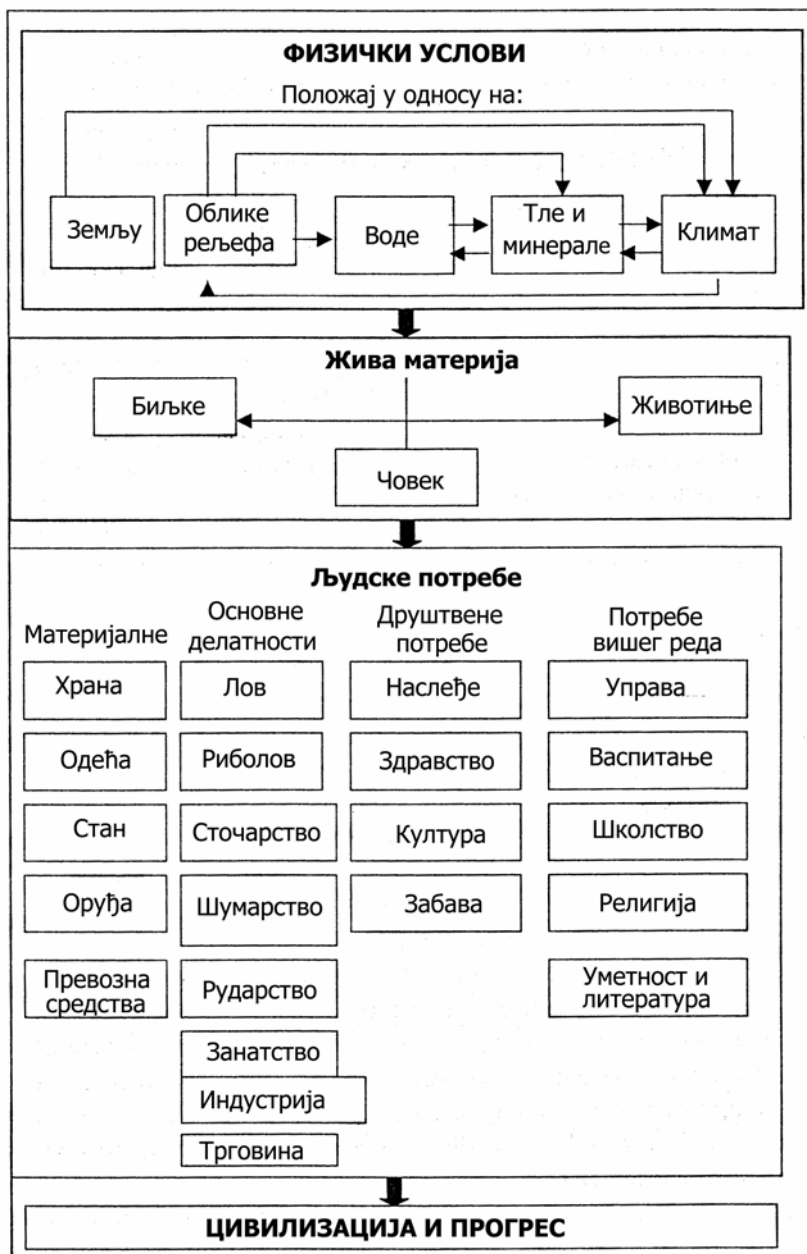 ФИЗИЧКИ УСЛОВИ
Положај у односу на:
Земљу
Облике
рељефа
Воде
Тле и
минерале
Климат
Жива материја
Биљке
Животиње
Човек
Људске потребе
Материјалне
Основне
делатности
Друштвене
потребе
Потребе
вишег реда
Храна
Лов
Наслеђе
Управа
Одећа
Риболов
Здравство
Васпитање
Стан
Сточарство
Култура
Школство
Оруђа
Шумарство
Забава
Религија
Превозна
средства
Рударство
Уметност и
литература
Занатство
Индустрија
Трговина
ЦИВИЛИЗАЦИЈА И ПРОГРЕС